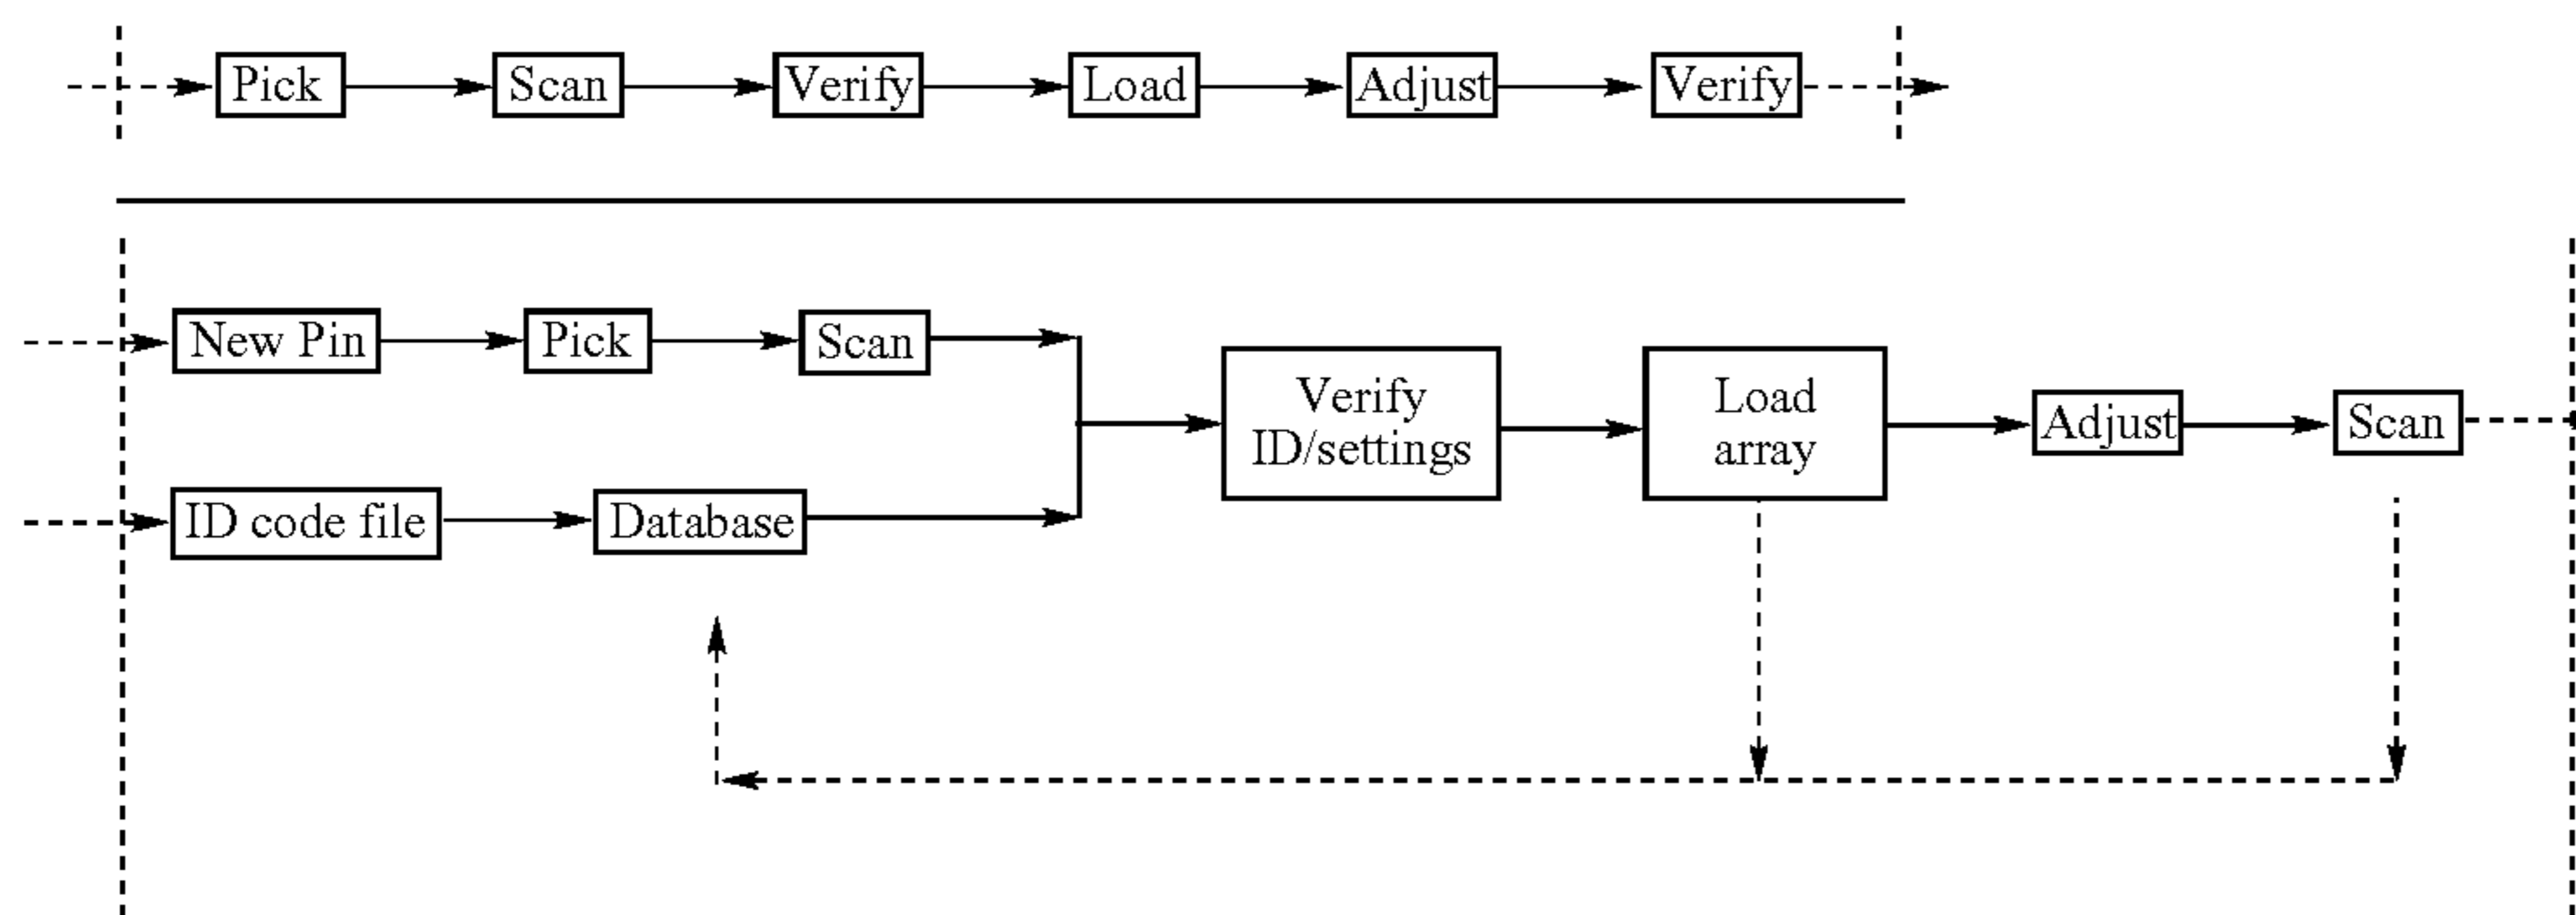 Pick Scan Verify Load Adjust Verify
New Pin Pick Scan
Verify
ID/settings
Load
array
Adjust Scan
ID code file Database